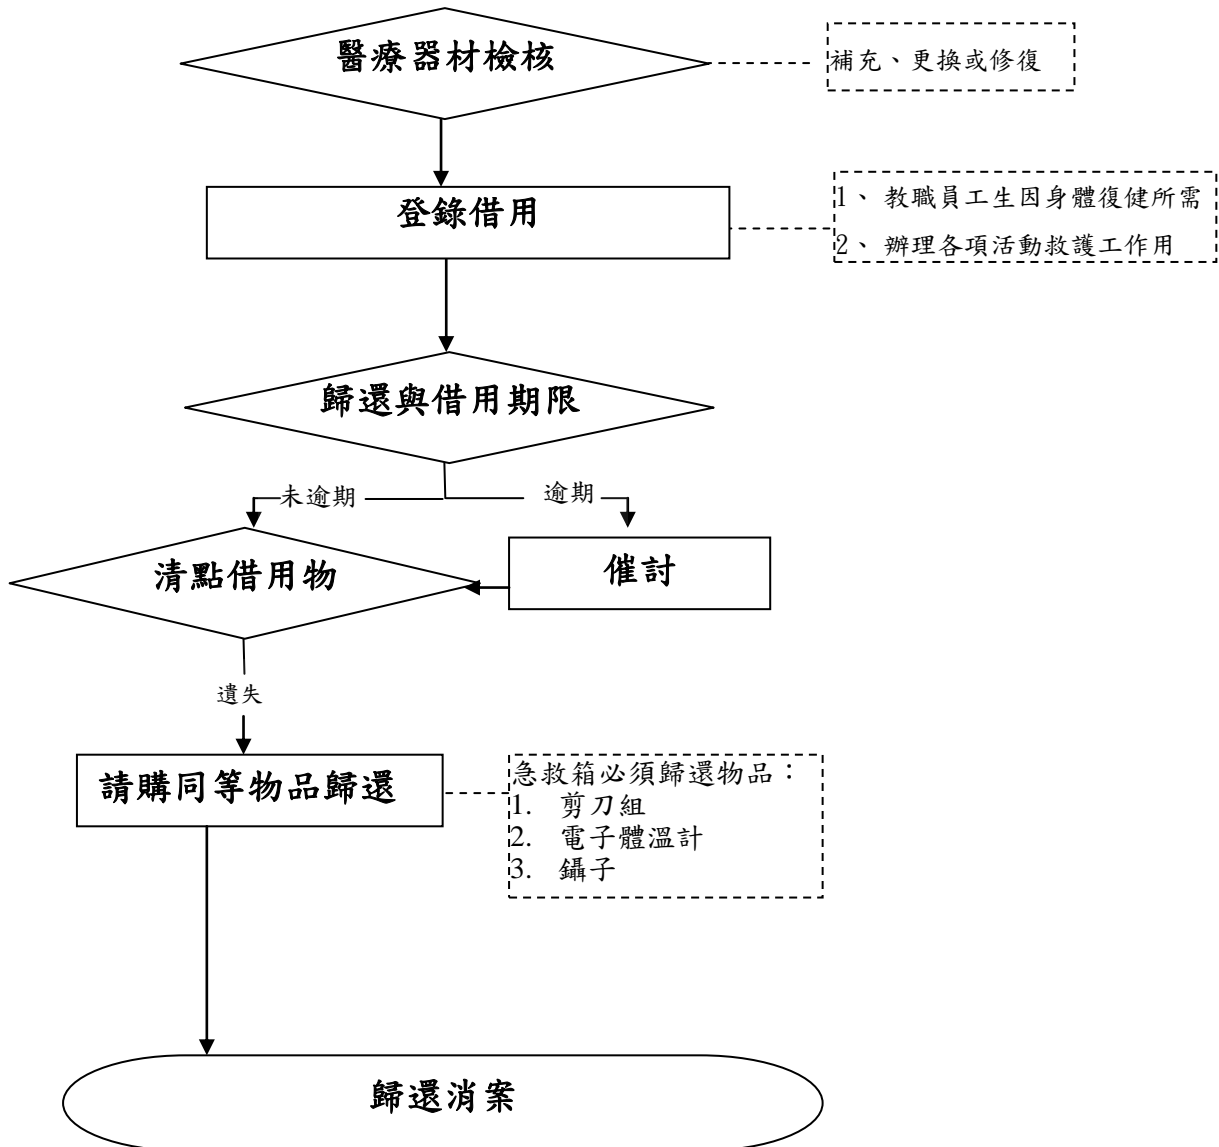 醫療器材檢核
補充、更換或修復
登錄借用
1、 教職員工生因身體復健所需
2、 辦理各項活動救護工作用
歸還與借用期限
未逾期
逾期
清點借用物
催討
遺失
請購同等物品歸還
急救箱必須歸還物品：
1. 剪刀組
2. 電子體溫計
3. 鑷子
歸還消案